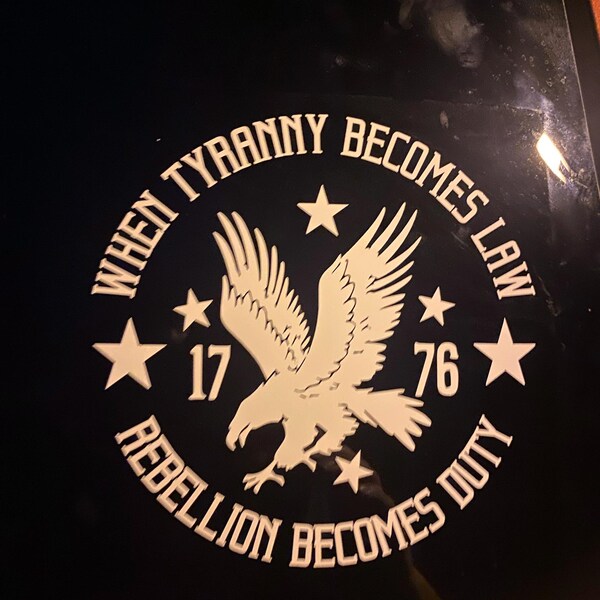 WHEN TYRANNY BECOMES LAW
17 76
REBELLION BECOMES DUTY